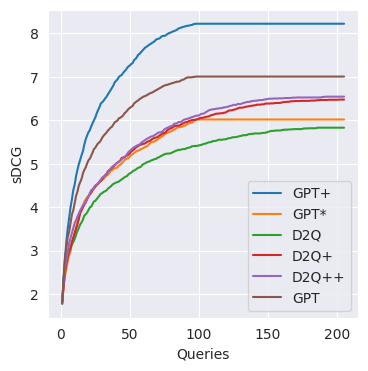 8
7
6
5
4
3
2
sDCG
0
50
100
150
200
Queries
GPT+
GPT*
D2Q
D2Q+
D2Q++
GPT